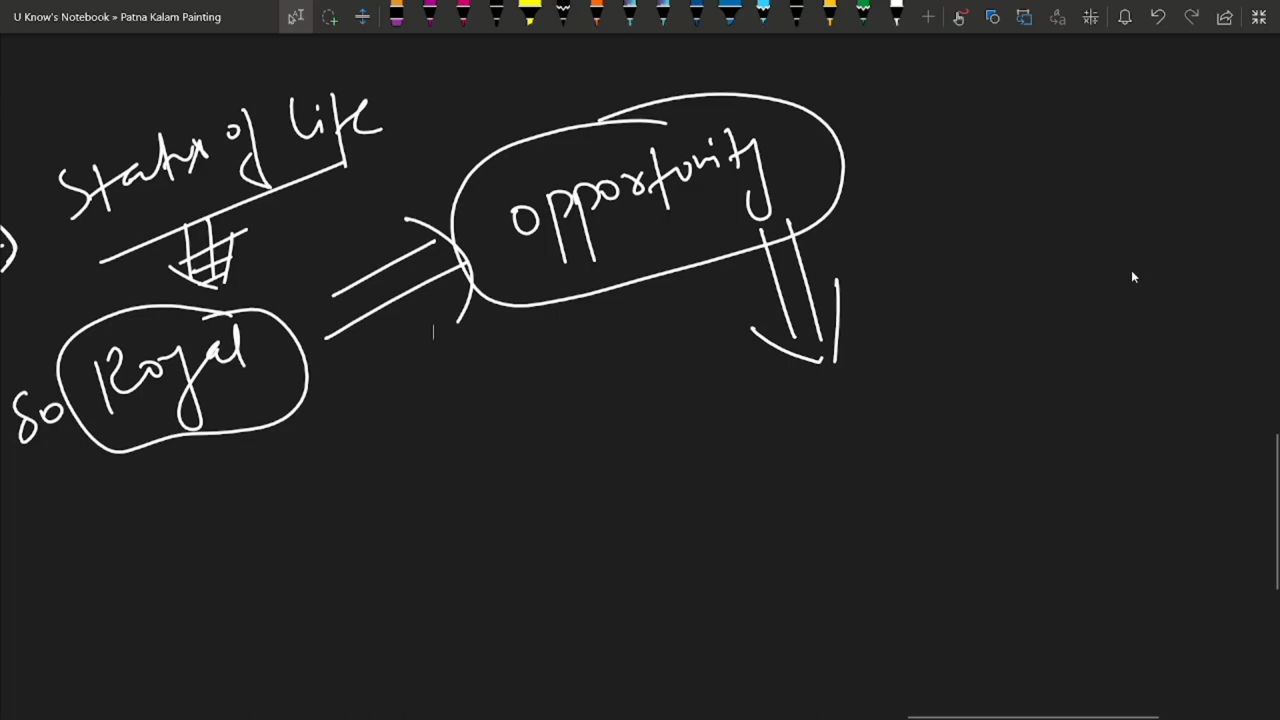 U Know's Notebook » Patna Kalam Painting
Status of Life
opportunity
Royal
So